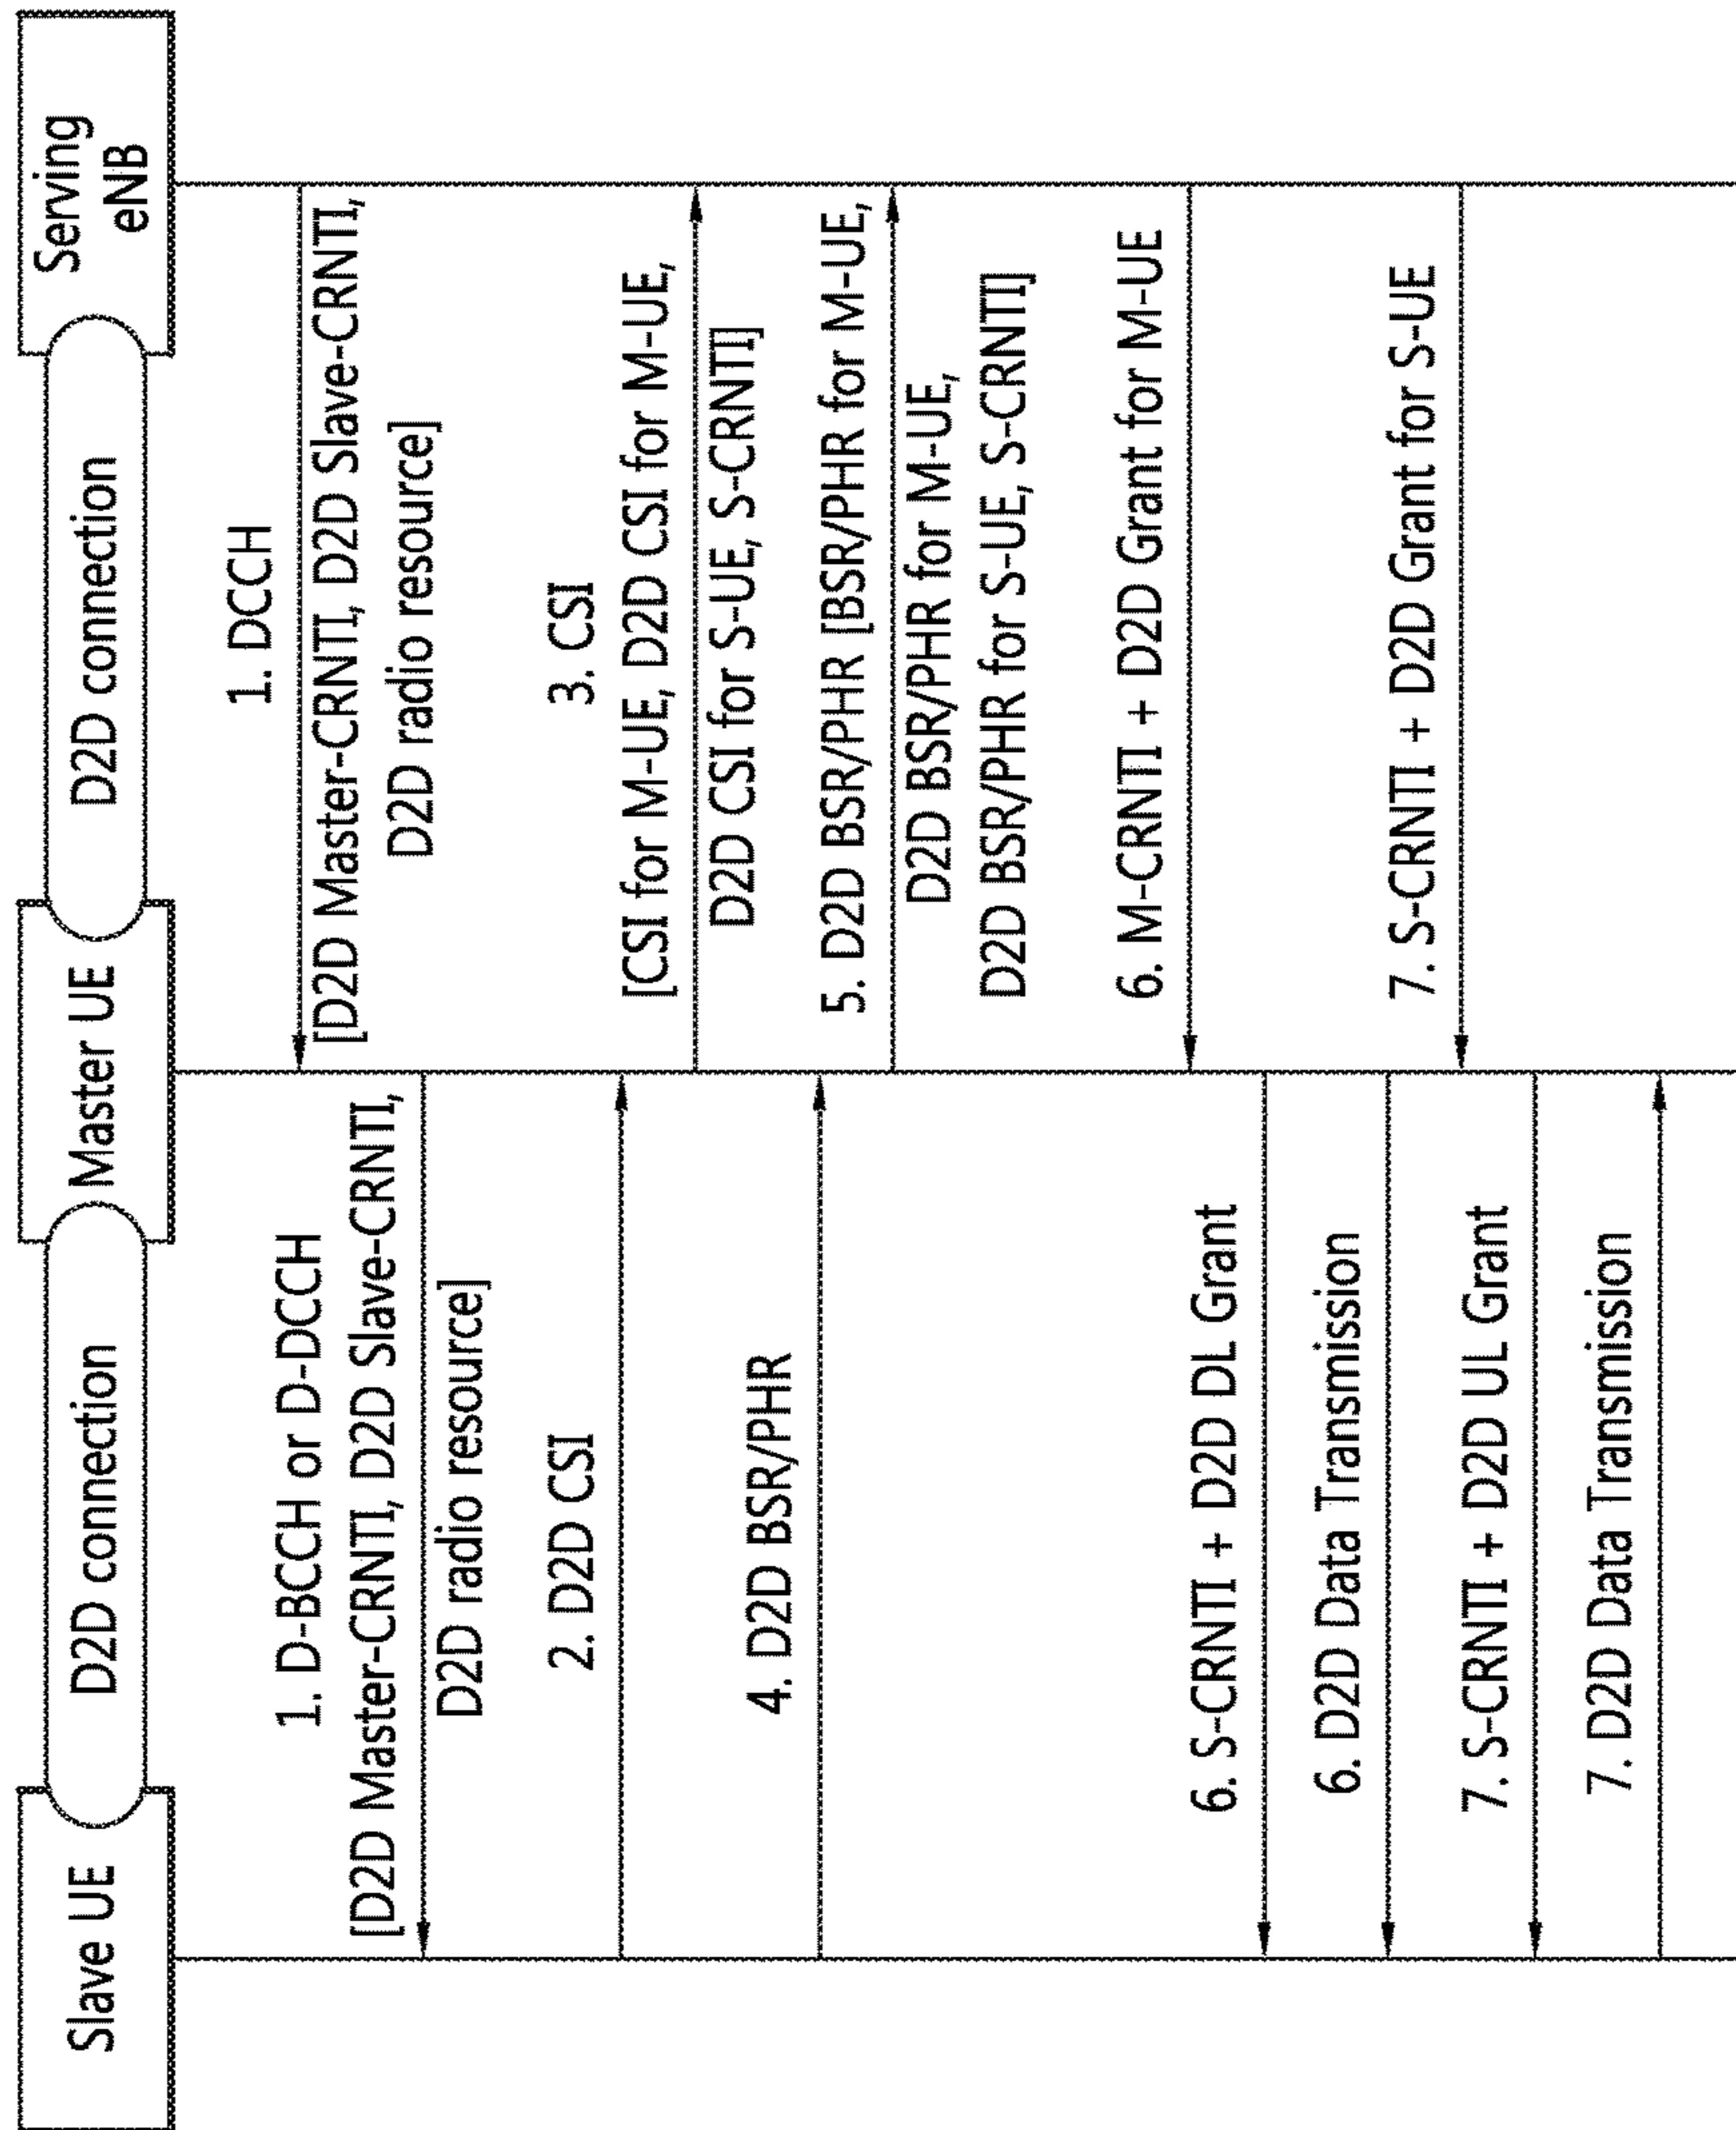 Slave UE
D2D connection
Master UE
D2D connection
Serving
eNB
1. DCCH
[D2D Master-CRNTI, D2D Slave-CRNTI,
D2D radio resource]
1. D-BCCH or D-DCCH
[D2D Master-CRNTI, D2D Slave-CRNTI,
D2D radio resource]
2. D2D CSI
3. CSI
[CSI for M-UE, D2D CSI for M-UE,
D2D CSI for S-UE, S-CRNTI]
4. D2D BSR/PHR
5. D2D BSR/PHR [BSR/PHR for M-UE,
D2D BSR/PHR for M-UE,
D2D BSR/PHR for S-UE, S-CRNTI]
6. M-CRNTI + D2D Grant for M-UE
6. S-CRNTI + D2D DL Grant
6. D2D Data Transmission
7. S-CRNTI + D2D Grant for S-UE
7. S-CRNTI + D2D UL Grant
7. D2D Data Transmission